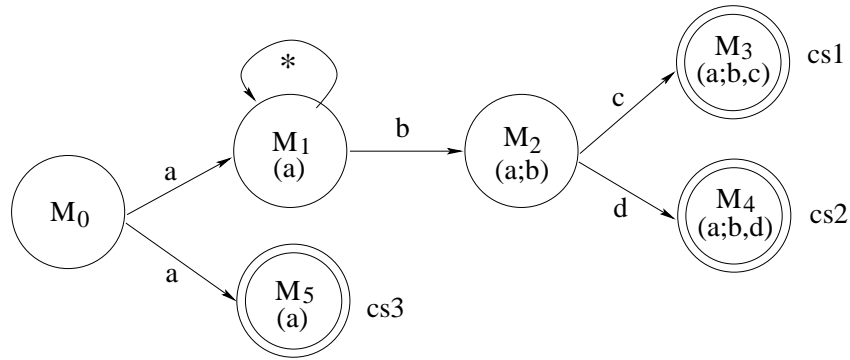 M0
a
a
*
M1
(a)
b
M2
(a;b)
c
d
M3
(a;b,c)
cs1
M4
(a;b,d)
cs2
M5
(a)
cs3